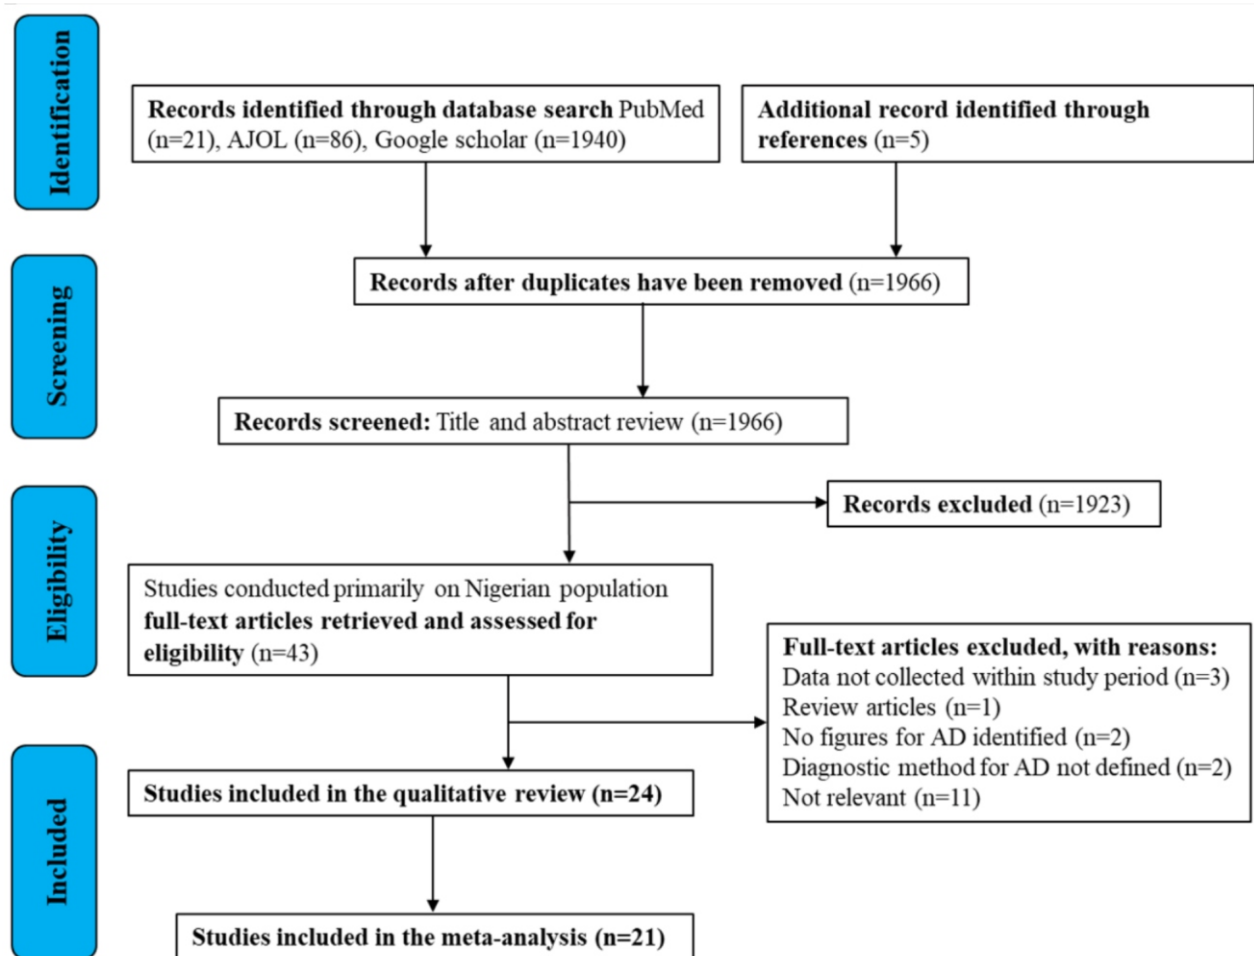 Identification
Records identified through database search PubMed
(n=21), AJOL (n=86), Google scholar (n=1940)
Additional record identified through
references (n=5)
Screening
Records after duplicates have been removed (n=1966)
Records screened: Title and abstract review (n=1966)
Eligibility
Records excluded (n=1923)
Studies conducted primarily on Nigerian population
full-text articles retrieved and assessed for
eligibility (n=43)
Full-text articles excluded, with reasons:
Data not collected within study period (n=3)
Review articles (n=1)
No figures for AD identified (n=2)
Diagnostic method for AD not defined (n=2)
Not relevant (n=11)
Included
Studies included in the qualitative review (n=24)
Studies included in the meta-analysis (n=21)